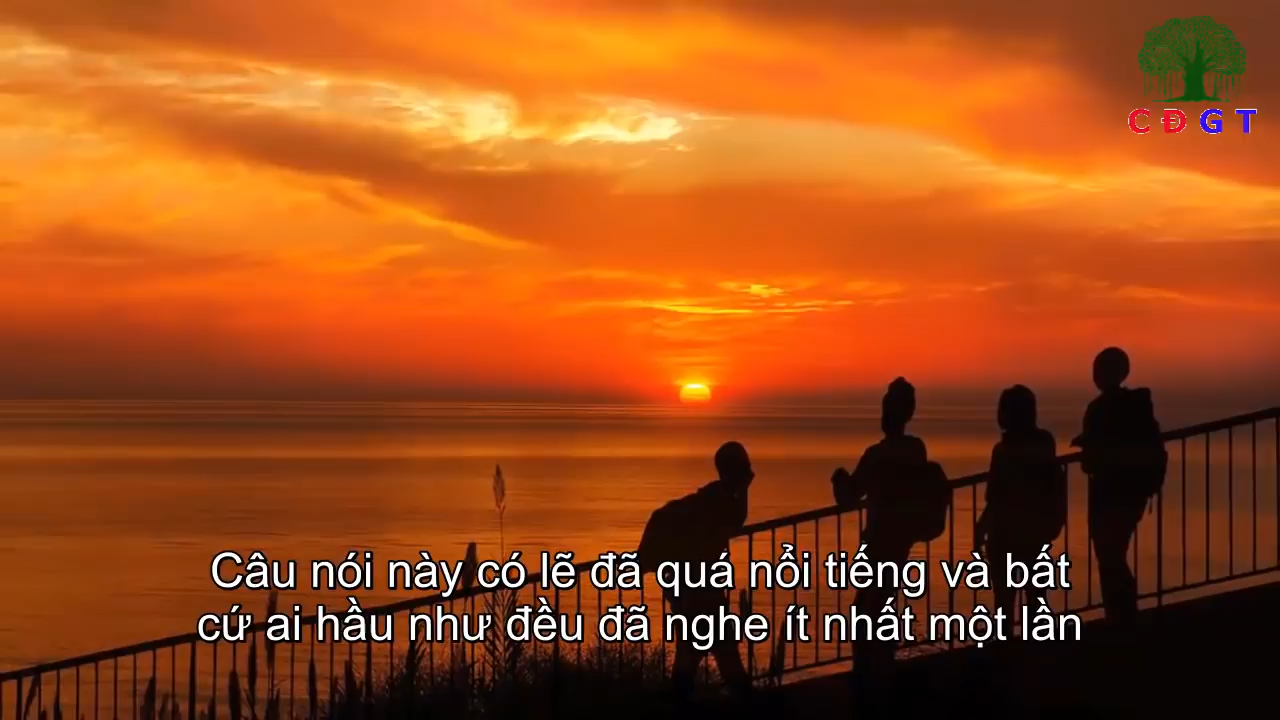 C Đ G T
Câu nói này có lẽ đã quá nổi tiếng và bất
cứ ai hầu như đều đã nghe ít nhất một lần